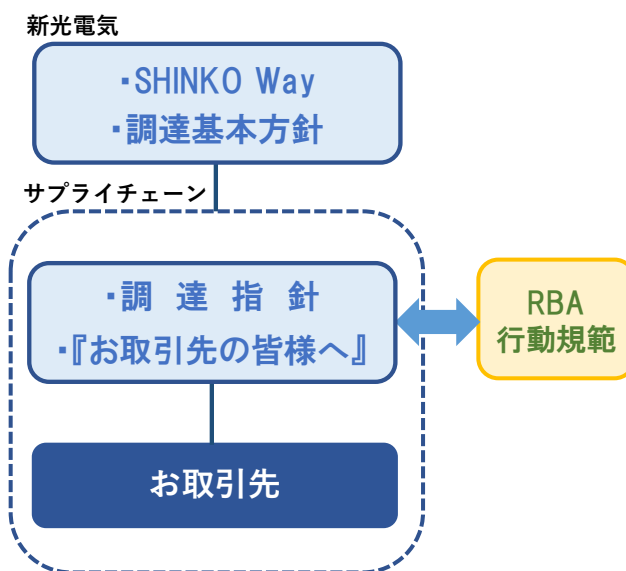 新光電気
・SHINKO Way
・調達基本方針
サプライチェーン
・調 達 指 針
・『お取引先の皆様へ』
RBA
行動規範
お取引先